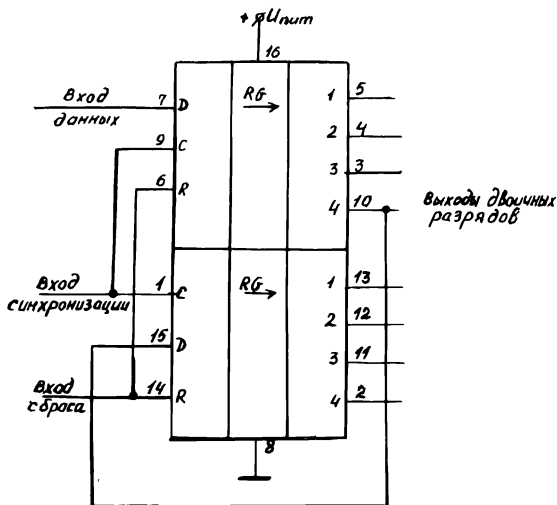 + Uпит
16
Вход 7 D RG 1 5
данных
9 C 2 4
6 R 3 3
4 10
Выходы двоичных
разрядов
Вход 1 C RG 1 13
синхронизации
2 12
15 D
3 11
Вход 14 R
сброса
4 2
8